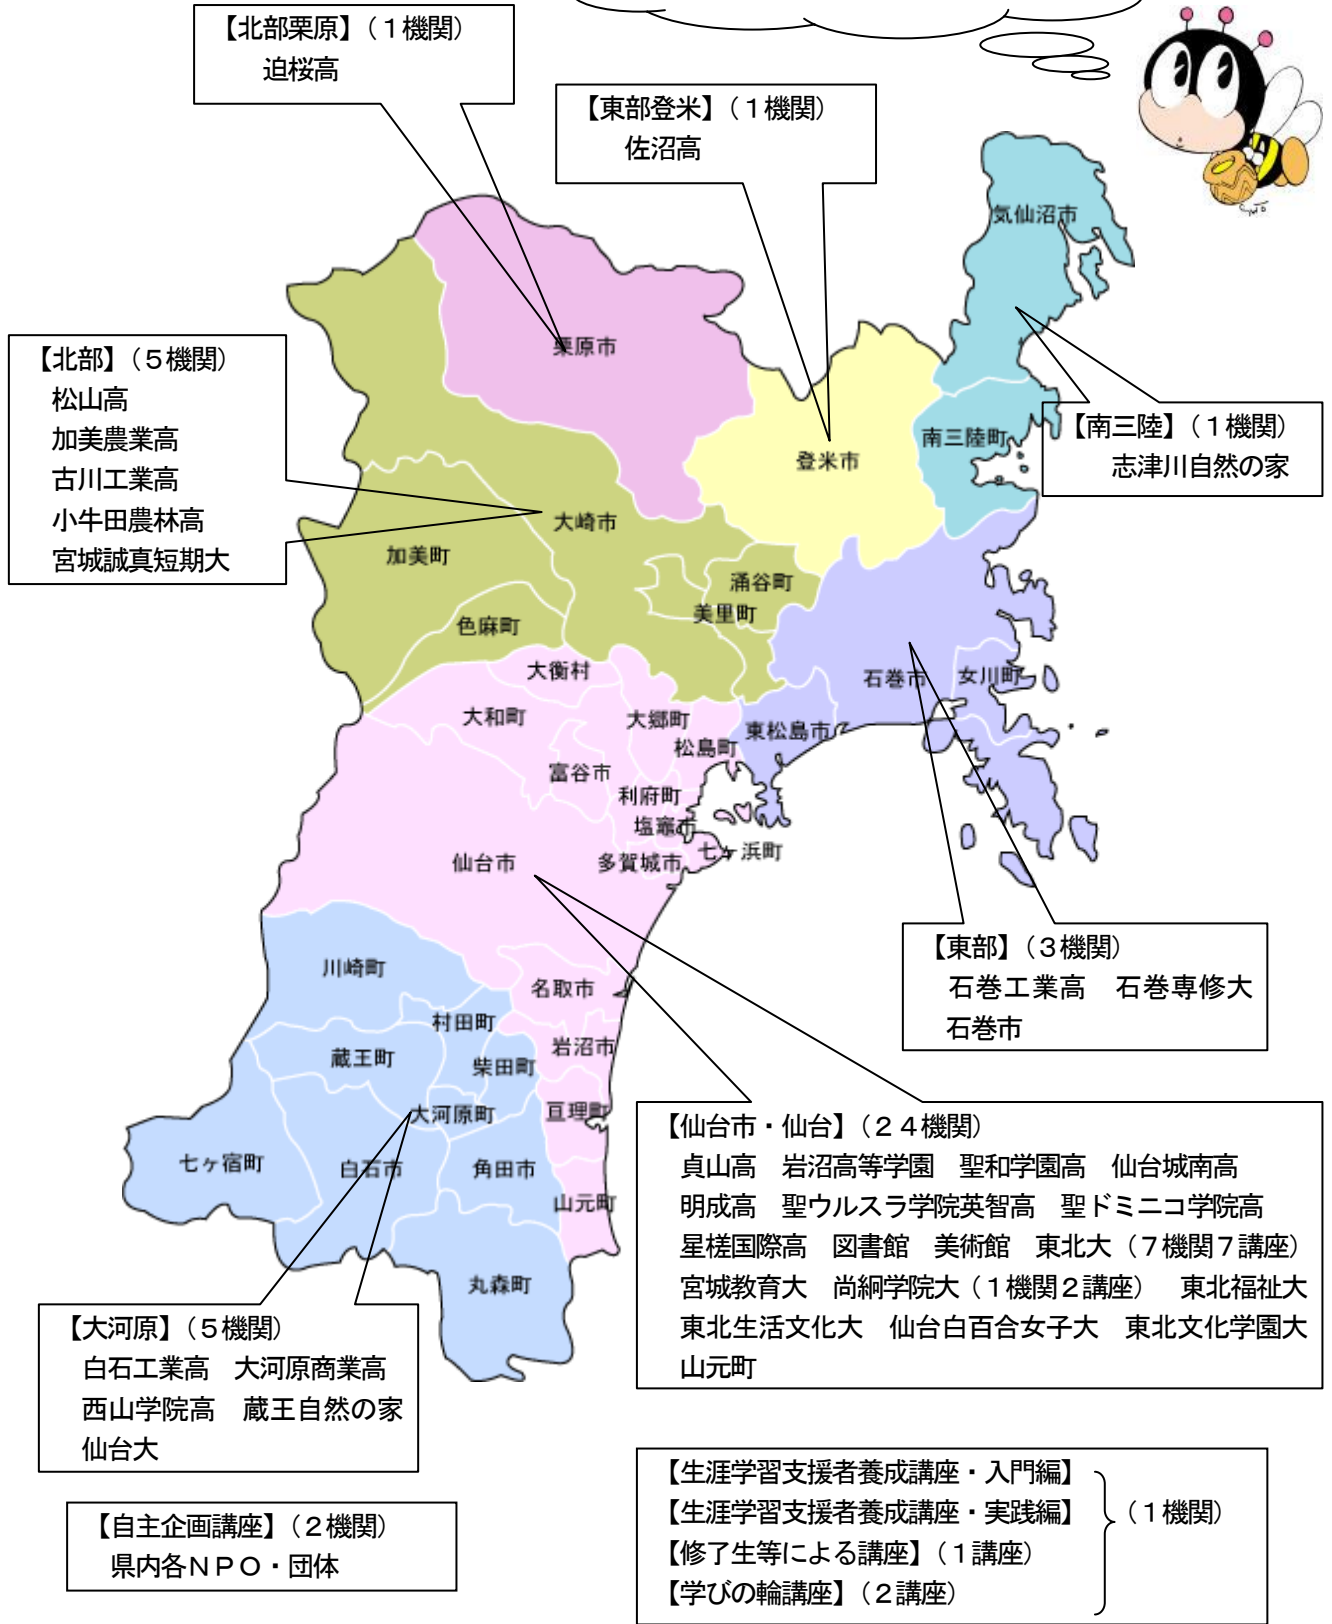 【北部栗原】（１機関）
迫桜高
【東部登米】（１機関）
佐沼高
気仙沼市
栗原市
【北部】（５機関）
松山高
加美農業高
古川工業高
小牛田農林高
宮城誠真短期大
【南三陸】（１機関）
志津川自然の家
南三陸町
登米市
大崎市
加美町
涌谷町
美里町
色麻町
大衡村
石巻市
女川町
大和町
大郷町
東松島市
松島町
富谷市
利府町
塩竈市
七ヶ浜町
仙台市
多賀城市
【東部】（３機関）
石巻工業高　石巻専修大
石巻市
川崎町
名取市
村田町
岩沼市
蔵王町
柴田町
大河原町
亘理町
七ヶ宿町
白石市
角田市
山元町
丸森町
【仙台市・仙台】（２４機関）
貞山高　岩沼高等学園　聖和学園高　仙台城南高
明成高　聖ウルスラ学院英智高　聖ドミニコ学院高
星槎国際高　図書館　美術館　東北大（７機関７講座）
宮城教育大　尚絅学院大（１機関２講座）　東北福祉大
東北生活文化大　仙台白百合女子大　東北文化学園大
山元町
【大河原】（５機関）
白石工業高　大河原商業高
西山学院高　蔵王自然の家
仙台大
【自主企画講座】（２機関）
県内各ＮＰＯ・団体
【生涯学習支援者養成講座・入門編】
【生涯学習支援者養成講座・実践編】
（１機関）
【修了生等による講座】（１講座）
【学びの輪講座】（２講座）